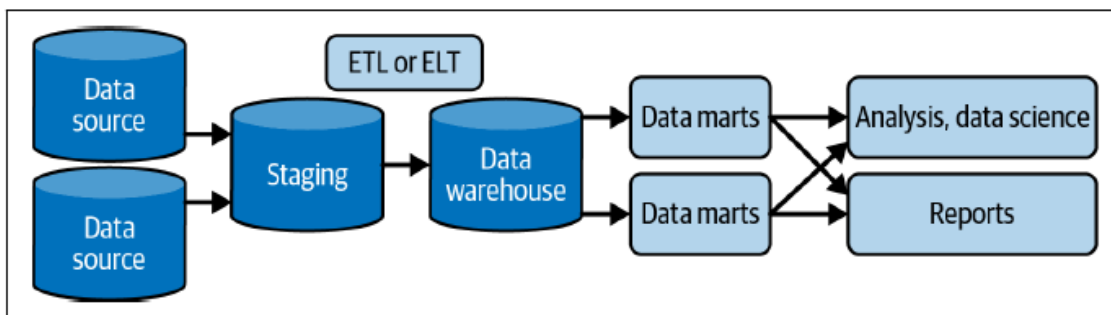 Data
source
Data
source
Staging
ETL or ELT
Data
warehouse
Data marts
Data marts
Analysis, data science
Reports